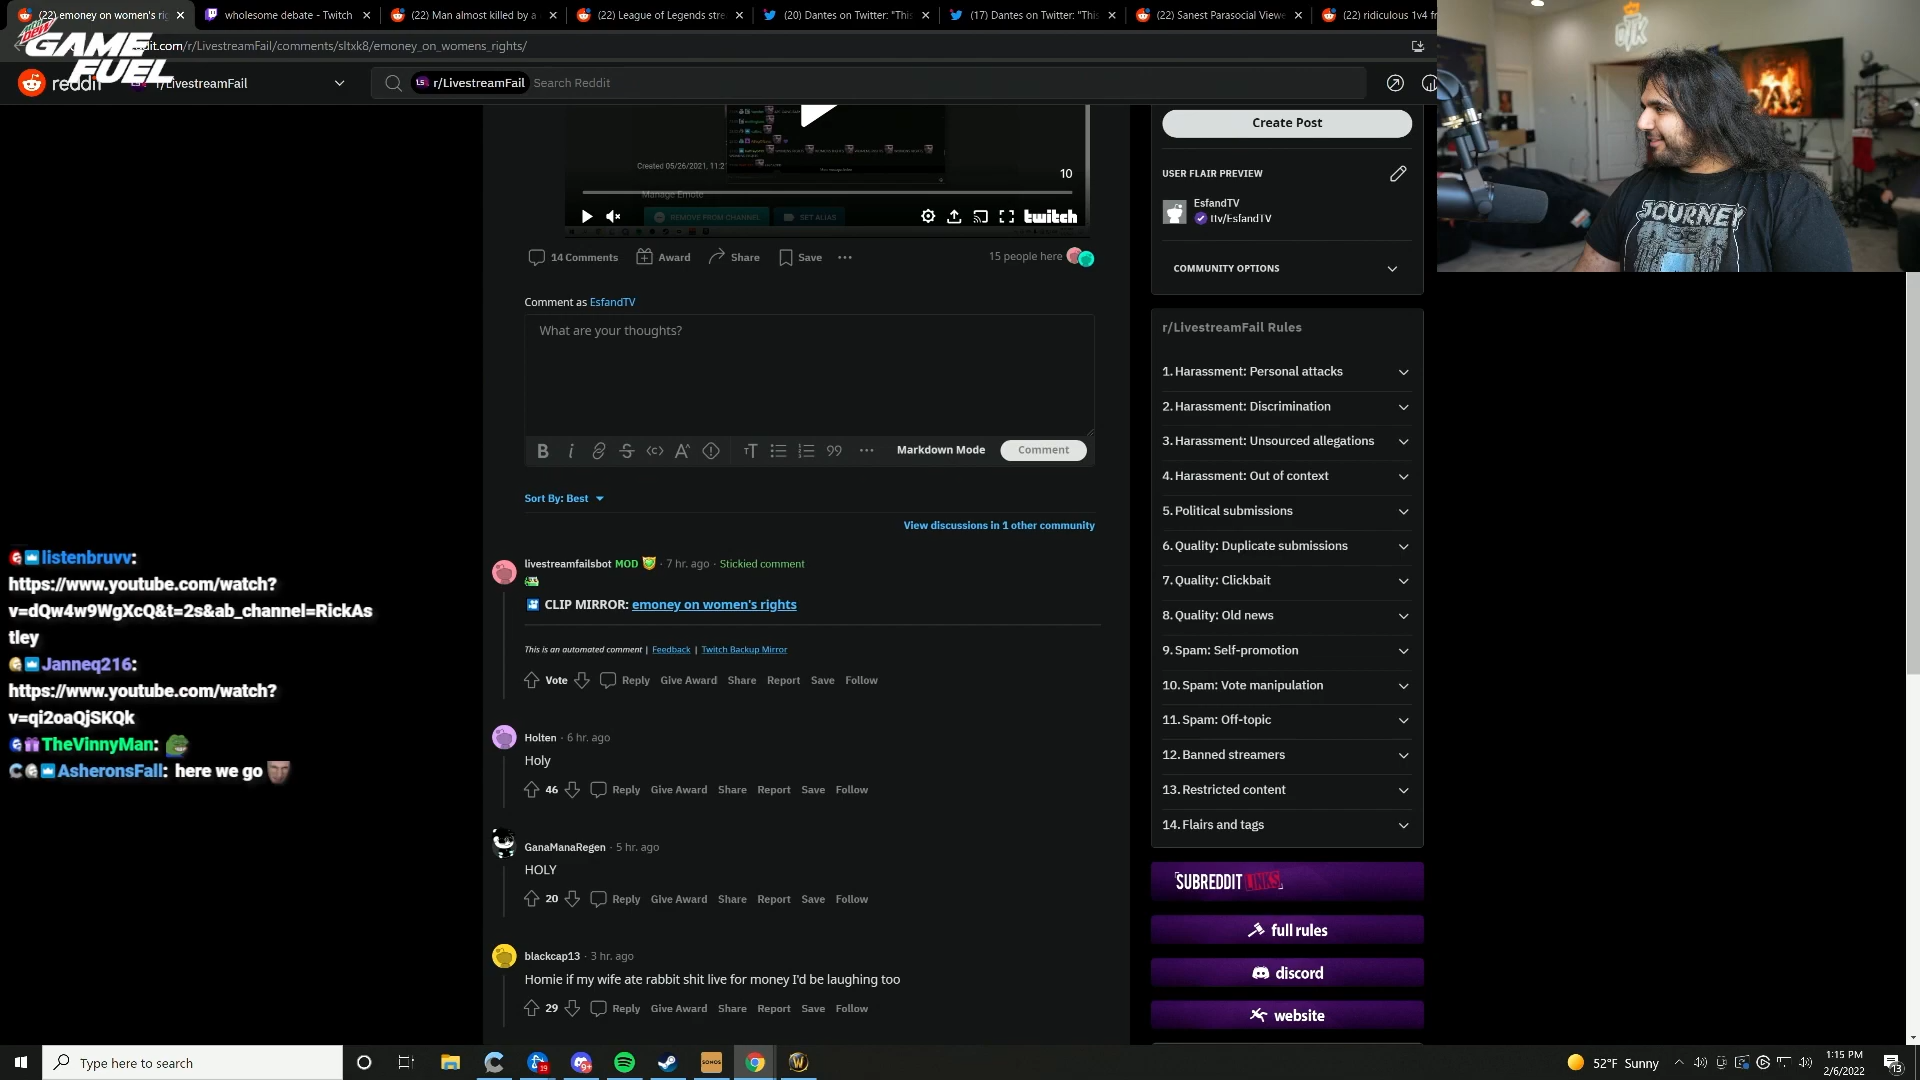 (22) emoney on women's ri
wholesome debate - Twitch
(22) Man almost killed by a
(22) League of Legends stre
(20) Dantes on Twitter: "This
(17) Dantes on Twitter: "This
(22) Sanest Parasocial Viewe
(22) ridiculous 1v4 fr
GAME FUEL
dit.com/r/LivestreamFail/comments/sltxk8/emoney_on_womens_rights/
reddit
r/LivestreamFail
r/LivestreamFail
Search Reddit
Created 05/26/2021, 11:2
Manage Emote
REMOVE FROM CHANNEL
SET ALIAS
10
twitch
14 Comments
Award
Share
Save
15 people here
Comment as EsfandTV
What are your thoughts?
Markdown Mode
Comment
Sort By: Best
View discussions in 1 other community
livestreamfailsbot MOD · 7 hr. ago · Stickied comment
CLIP MIRROR: emoney on women's rights
This is an automated comment | Feedback | Twitch Backup Mirror
Vote
Reply
Give Award
Share
Report
Save
Follow
Holten · 6 hr. ago
Holy
46
Reply
Give Award
Share
Report
Save
Follow
GanaManaRegen · 5 hr. ago
HOLY
20
Reply
Give Award
Share
Report
Save
Follow
blackcap13 · 3 hr. ago
Homie if my wife ate rabbit shit live for money I'd be laughing too
29
Reply
Give Award
Share
Report
Save
Follow
Create Post
USER FLAIR PREVIEW
EsfandTV
ttv/EsfandTV
COMMUNITY OPTIONS
r/LivestreamFail Rules
1. Harassment: Personal attacks
2. Harassment: Discrimination
3. Harassment: Unsourced allegations
4. Harassment: Out of context
5. Political submissions
6. Quality: Duplicate submissions
7. Quality: Clickbait
8. Quality: Old news
9. Spam: Self-promotion
10. Spam: Vote manipulation
11. Spam: Off-topic
12. Banned streamers
13. Restricted content
14. Flairs and tags
SUBREDDIT LINKS
full rules
discord
website
JOURNEY
OTK
listenbruvv:
https://www.youtube.com/watch?
v=dQw4w9WgXcQ&t=2s&ab_channel=RickAs
tley
Janneq216:
https://www.youtube.com/watch?
v=qi2oaQjSKQk
TheVinnyMan:
AsheronsFall: here we go
Type here to search
19
9+
SONOS
52°F Sunny
1:15 PM
2/6/2022
13